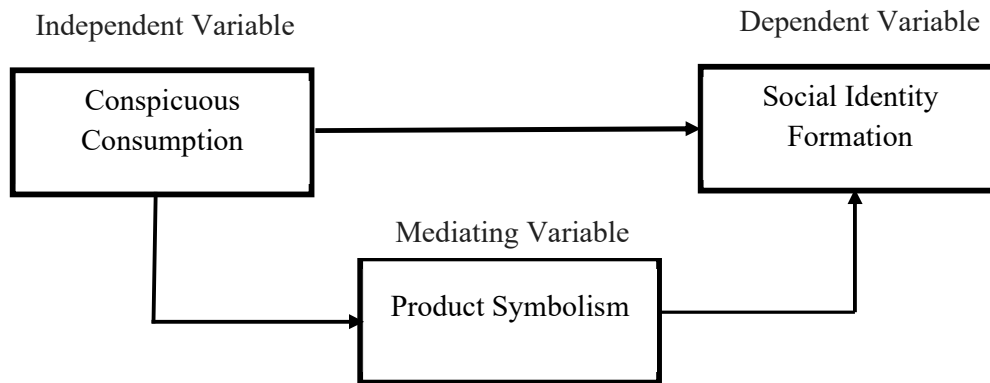 Independent Variable
Dependent Variable
Conspicuous
Consumption
Social Identity
Formation
Mediating Variable
Product Symbolism